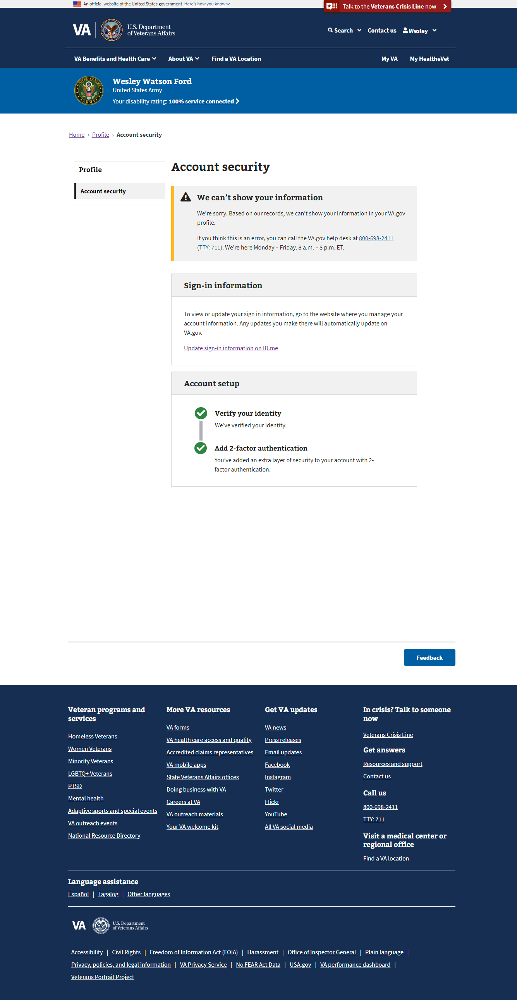 An official website of the United States government Here's how you know
Talk to the Veterans Crisis Line now
VA
U.S. Department
of Veterans Affairs
Search
Contact us
Wesley
VA Benefits and Health Care
About VA
Find a VA Location
My VA
My HealtheVet
UNITED STATES
ARMY
Wesley Watson Ford
United States Army
Your disability rating: 100% service connected
Home › Profile › Account security
Profile
Account security
Account security
We can't show your information
We're sorry. Based on our records, we can't show your information in your VA.gov
profile.
If you think this is an error, you can call the VA.gov help desk at 800-698-2411
(TTY: 711). We're here Monday – Friday, 8 a.m. – 8 p.m. ET.
Sign-in information
To view or update your sign in information, go to the website where you manage your
account information. Any updates you make there will automatically update on
VA.gov.
Update sign-in information on ID.me
Account setup
Verify your identity
We've verified your identity.
Add 2-factor authentication
You've added an extra layer of security to your account with 2-
factor authentication.
Feedback
Veteran programs and
services
Homeless Veterans
Women Veterans
Minority Veterans
LGBTQ+ Veterans
PTSD
Mental health
Adaptive sports and special events
VA outreach events
National Resource Directory
More VA resources
VA forms
VA health care access and quality
Accredited claims representatives
VA mobile apps
State Veterans Affairs offices
Doing business with VA
Careers at VA
VA outreach materials
Your VA welcome kit
Get VA updates
VA news
Press releases
Email updates
Facebook
Instagram
Twitter
Flickr
YouTube
All VA social media
In crisis? Talk to someone
now
Veterans Crisis Line
Get answers
Resources and support
Contact us
Call us
800-698-2411
TTY: 711
Visit a medical center or
regional office
Find a VA location
Language assistance
Español | Tagalog | Other languages
VA
U.S. Department
of Veterans Affairs
Accessibility | Civil Rights | Freedom of Information Act (FOIA) | Harassment | Office of Inspector General | Plain language |
Privacy, policies, and legal information | VA Privacy Service | No FEAR Act Data | USA.gov | VA performance dashboard |
Veterans Portrait Project